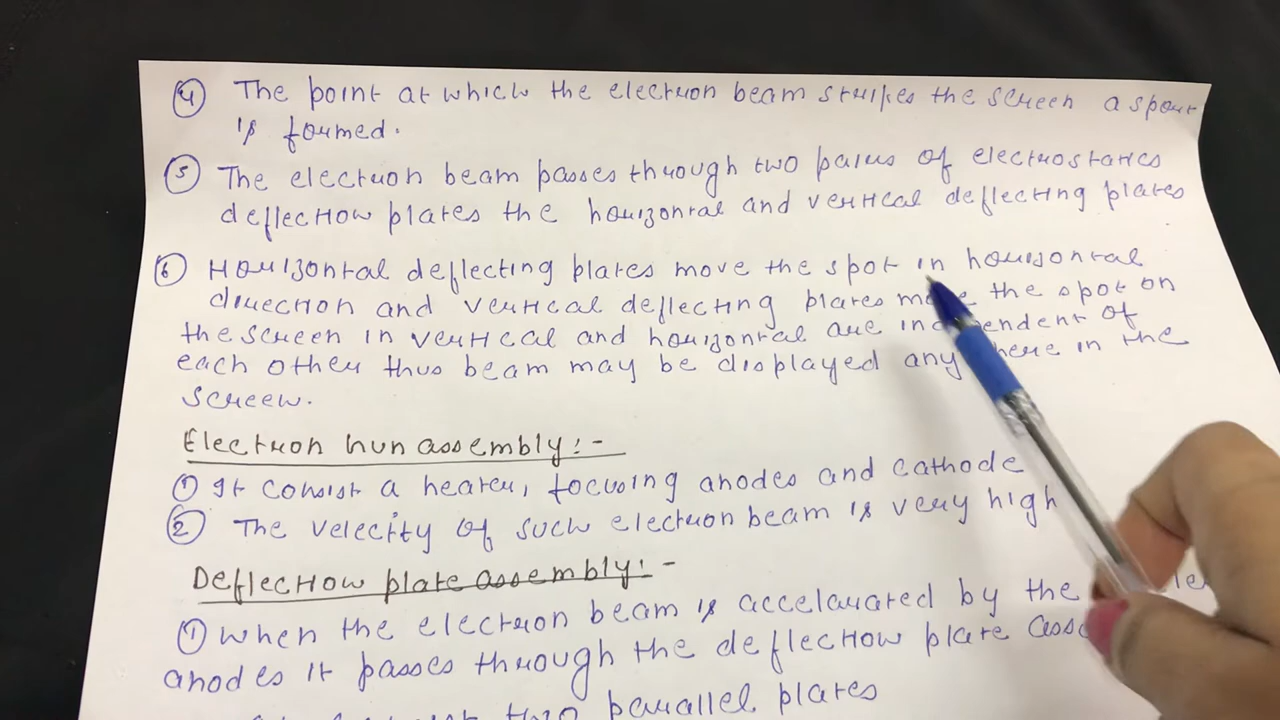 4 The point at which the electron beam strikes the screen a spout
is formed.
5 The electron beam passes through two pairus of electrostatics
deflection plates the horizontal and vertical deflecting plates
6 Horizontal deflecting plates move the spot in horizontal
direction and vertical deflecting plates move the spot on
the screen in vertical and horizontal are independent of
each other thus beam may be displayed anywhere in the
screen.
Electron hun assembly:-
1 It consist a heater, focusing anodes and cathode
2 The velecity of such electron beam is very high
Deflection plate assembly:-
1 When the electron beam is accelarated by the
anodes it passes through the deflection plate
two parallel plates